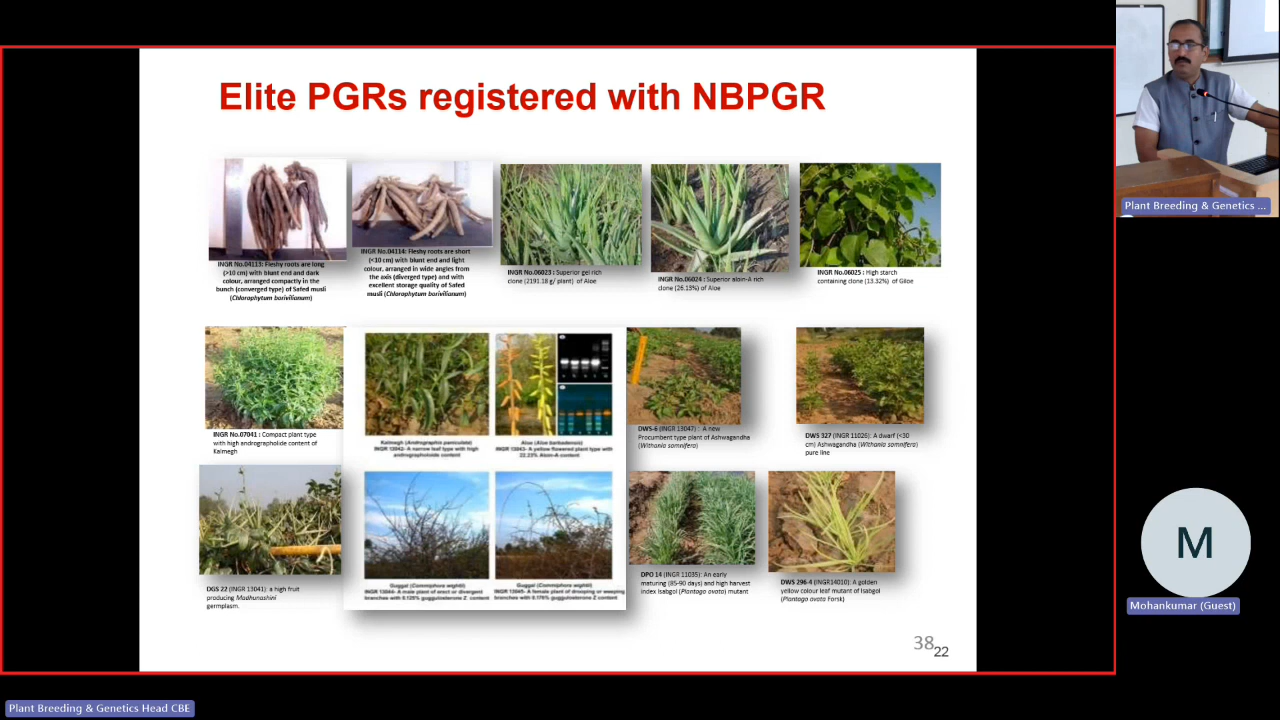 Elite PGRs registered with NBPGR
INGR No.04113: Fleshy roots are long
(>10 cm) with blunt end and dark
colour, arranged compactly in the
bunch (converged type) of Safed musli
(Chlorophytum borivilianum)
INGR No.04114: Fleshy roots are short
(<10 cm) with blunt end and light
colour, arranged in wide angles from
the axis (diverged type) and with
excellent storage quality of Safed
musli (Chlorophytum borivilianum)
INGR No.06023 : Superior gel rich
clone (2191.18 g/ plant) of Aloe
INGR No.06024 : Superior aloin-A rich
clone (26.13%) of Aloe
INGR No.06025 : High starch
containing clone (13.32%) of Giloe
INGR No.07041 : Compact plant type
with high andrographolide content of
Kalmegh
Kalmegh (Andrographis paniculata)
INGR 13042- A narrow leaf type with high
andrographolide content
Aloe (Aloe barbadensis)
INGR 13043- A yellow flowered plant type with
22.23% Aloin-A content
DWS-6 (INGR 13047) : A new
Procumbent type plant of Ashwagandha
(Withania somnifera)
DWS 327 (INGR 11026): A dwarf (<30
cm) Ashwagandha (Withania somnifera)
pure line
DGS 22 (INGR 13041): a high fruit
producing Madhunashini
germplasm.
Guggal (Commiphora wightii)
INGR 13044- A male plant of erect or divergent
branches with 0.120% guggulosterone Z content
Guggal (Commiphora wightii)
INGR 13045- A female plant of drooping or weeping
branches with 0.176% guggulosterone Z content
DPO 14 (INGR 11035): An early
maturing (85-90 days) and high harvest
index Isabgol (Plantago ovata) mutant
DWS 296-4 (INGR14010): A golden
yellow colour leaf mutant of Isabgol
(Plantago ovata Forsk)
38
22
Plant Breeding & Genetics ...
M
Mohankumar (Guest)
Plant Breeding & Genetics Head CBE